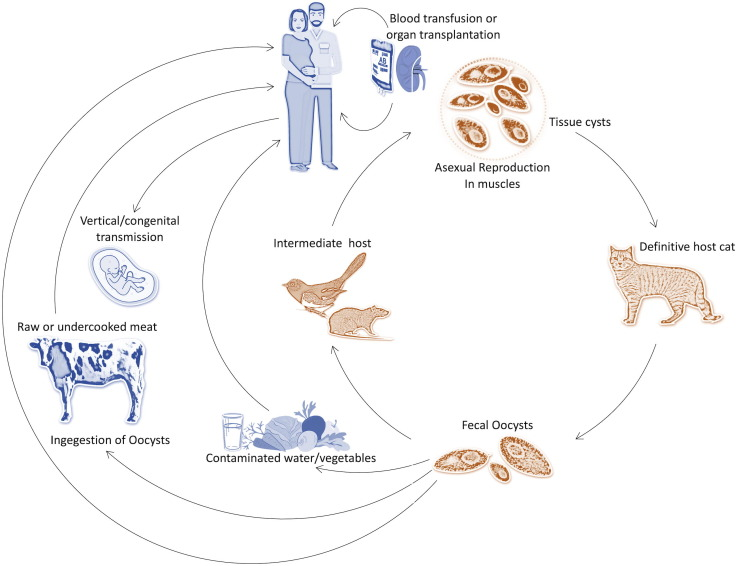 Blood transfusion or
organ transplantation
AB
Tissue cysts
Asexual Reproduction
In muscles
Vertical/congenital
transmission
Intermediate host
Definitive host cat
Raw or undercooked meat
Ingegestion of Oocysts
Fecal Oocysts
Contaminated water/vegetables